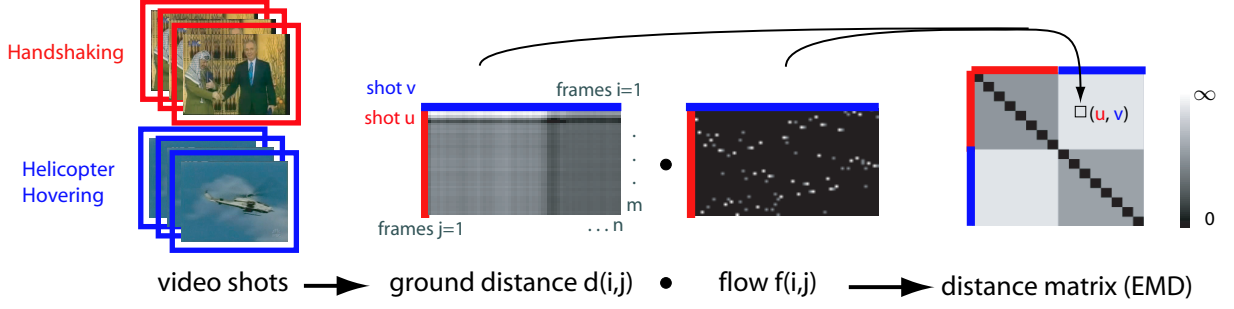 Handshaking
Helicopter
Hovering
shot v
frames i=1
shot u
.
.
.
m
frames j=1
. . . n
•
(u, v)
∞
0
video shots
ground distance d(i,j)
•
flow f(i,j)
distance matrix (EMD)